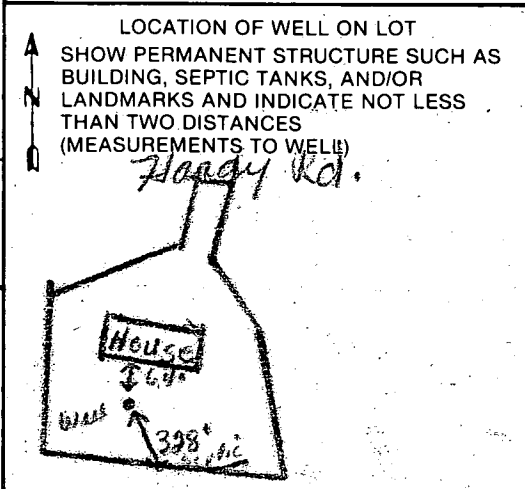 LOCATION OF WELL ON LOT
SHOW PERMANENT STRUCTURE SUCH AS
BUILDING, SEPTIC TANKS, AND/OR
N LANDMARKS AND INDICATE NOT LESS
THAN TWO DISTANCES
(MEASUREMENTS TO WELL)
Rd.
House
Well